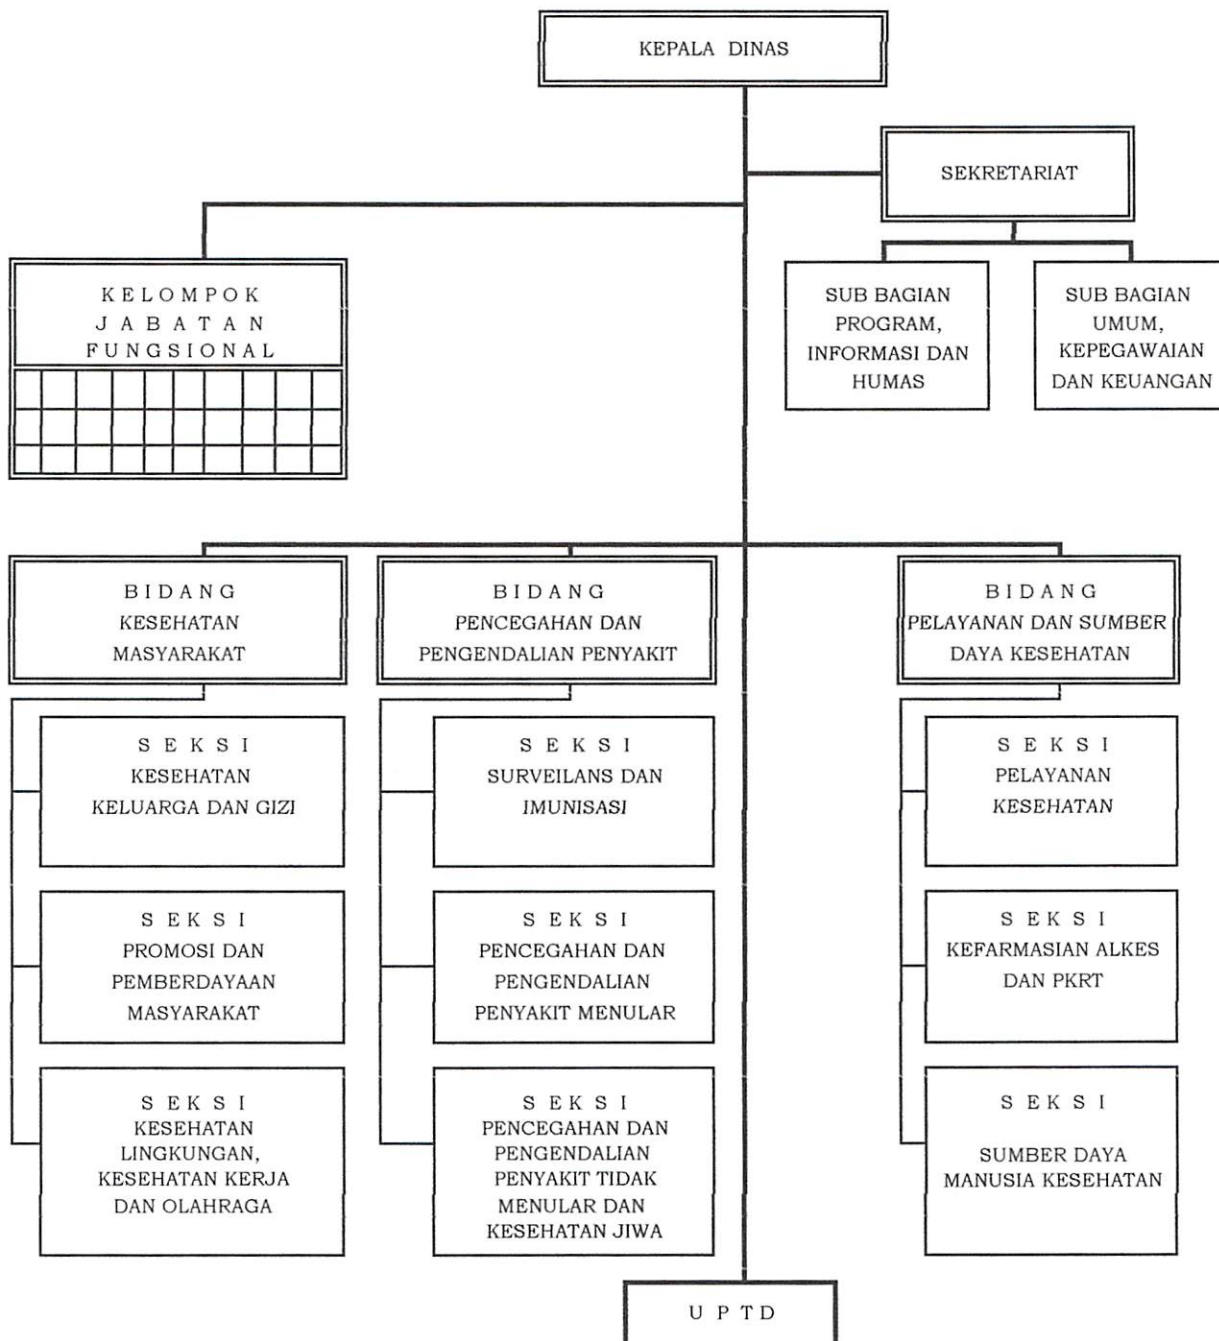 KEPALA DINAS
SEKRETARIAT
KELOMPOK
JABATAN
FUNGSIONAL
SUB BAGIAN
PROGRAM,
INFORMASI DAN
HUMAS
SUB BAGIAN
UMUM,
KEPEGAWAIAN
DAN KEUANGAN
BIDANG
KESEHATAN
MASYARAKAT
BIDANG
PENCEGAHAN DAN
PENGENDALIAN PENYAKIT
BIDANG
PELAYANAN DAN SUMBER
DAYA KESEHATAN
SEKSI
KESEHATAN
KELUARGA DAN GIZI
SEKSI
SURVEILANS DAN
IMUNISASI
SEKSI
PELAYANAN
KESEHATAN
SEKSI
PROMOSI DAN
PEMBERDAYAAN
MASYARAKAT
SEKSI
PENCEGAHAN DAN
PENGENDALIAN
PENYAKIT MENULAR
SEKSI
KEFARMASIAN ALKES
DAN PKRT
SEKSI
KESEHATAN
LINGKUNGAN,
KESEHATAN KERJA
DAN OLAHRAGA
SEKSI
PENCEGAHAN DAN
PENGENDALIAN
PENYAKIT TIDAK
MENULAR DAN
KESEHATAN JIWA
SEKSI
SUMBER DAYA
MANUSIA KESEHATAN
UPTD